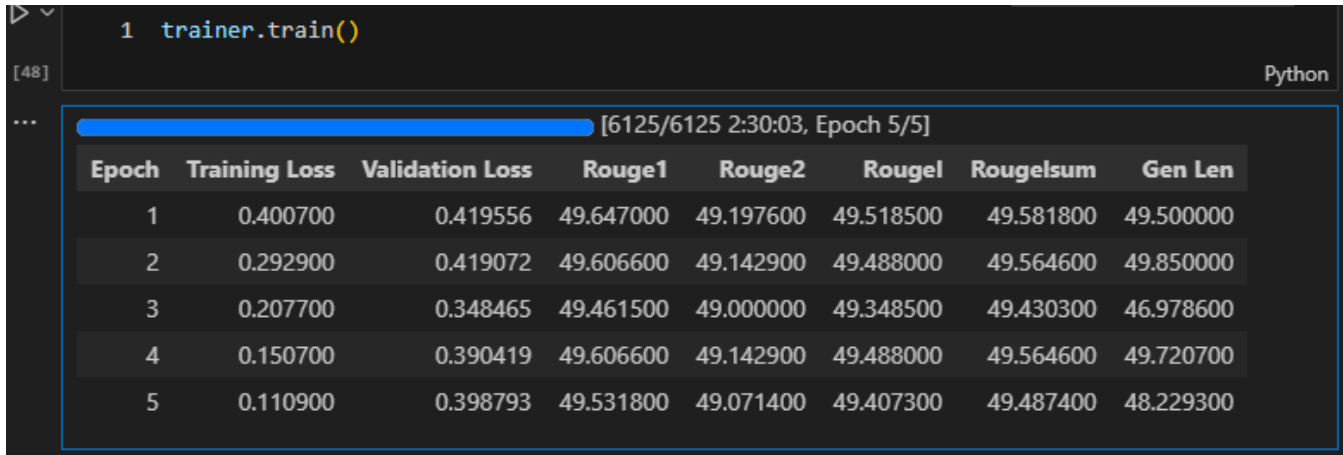 1 trainer.train()
[48]
Python
...
[6125/6125 2:30:03, Epoch 5/5]
Epoch Training Loss Validation Loss Rouge1 Rouge2 Rougel Rougelsum Gen Len
1 0.400700 0.419556 49.647000 49.197600 49.518500 49.581800 49.500000
2 0.292900 0.419072 49.606600 49.142900 49.488000 49.564600 49.850000
3 0.207700 0.348465 49.461500 49.000000 49.348500 49.430300 46.978600
4 0.150700 0.390419 49.606600 49.142900 49.488000 49.564600 49.720700
5 0.110900 0.398793 49.531800 49.071400 49.407300 49.487400 48.229300